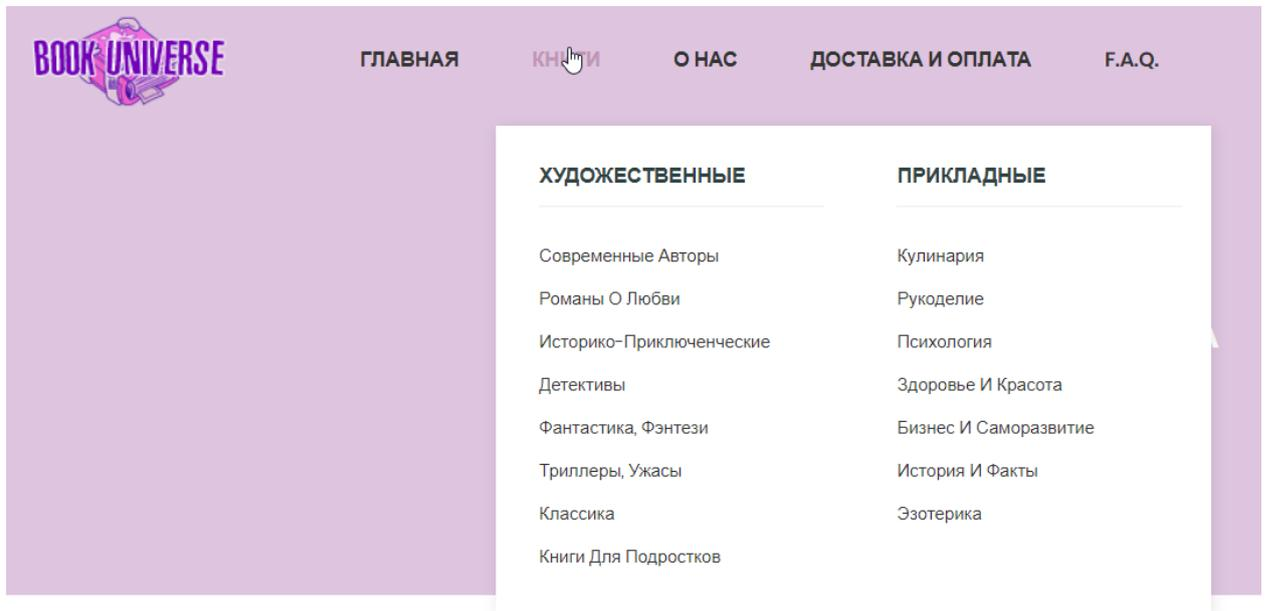 BOOK UNIVERSE
ГЛАВНАЯ КНИГИ О НАС ДОСТАВКА И ОПЛАТА F.A.Q.
ХУДОЖЕСТВЕННЫЕ
Современные Авторы
Романы О Любви
Историко-Приключенческие
Детективы
Фантастика, Фэнтези
Триллеры, Ужасы
Классика
Книги Для Подростков
ПРИКЛАДНЫЕ
Кулинария
Рукоделие
Психология
Здоровье И Красота
Бизнес И Саморазвитие
История И Факты
Эзотерика